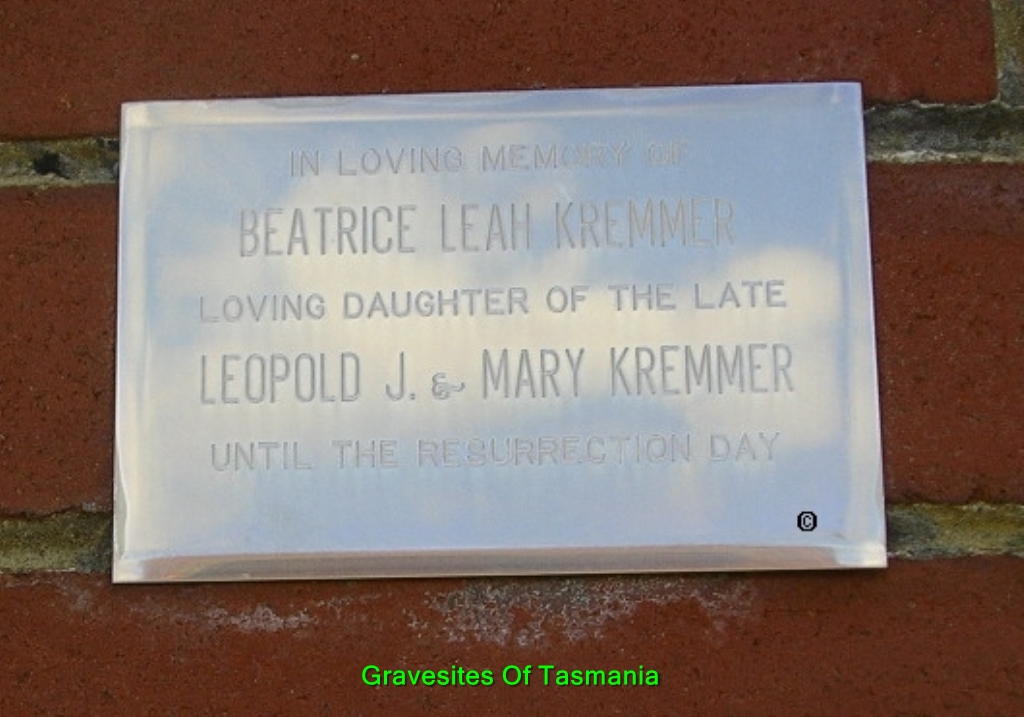 IN LOVING MEMORY OF
BEATRICE LEAH KREMMER
LOVING DAUGHTER OF THE LATE
LEOPOLD J. & MARY KREMMER
UNTIL THE RESURRECTION DAY
©
Gravesites Of Tasmania